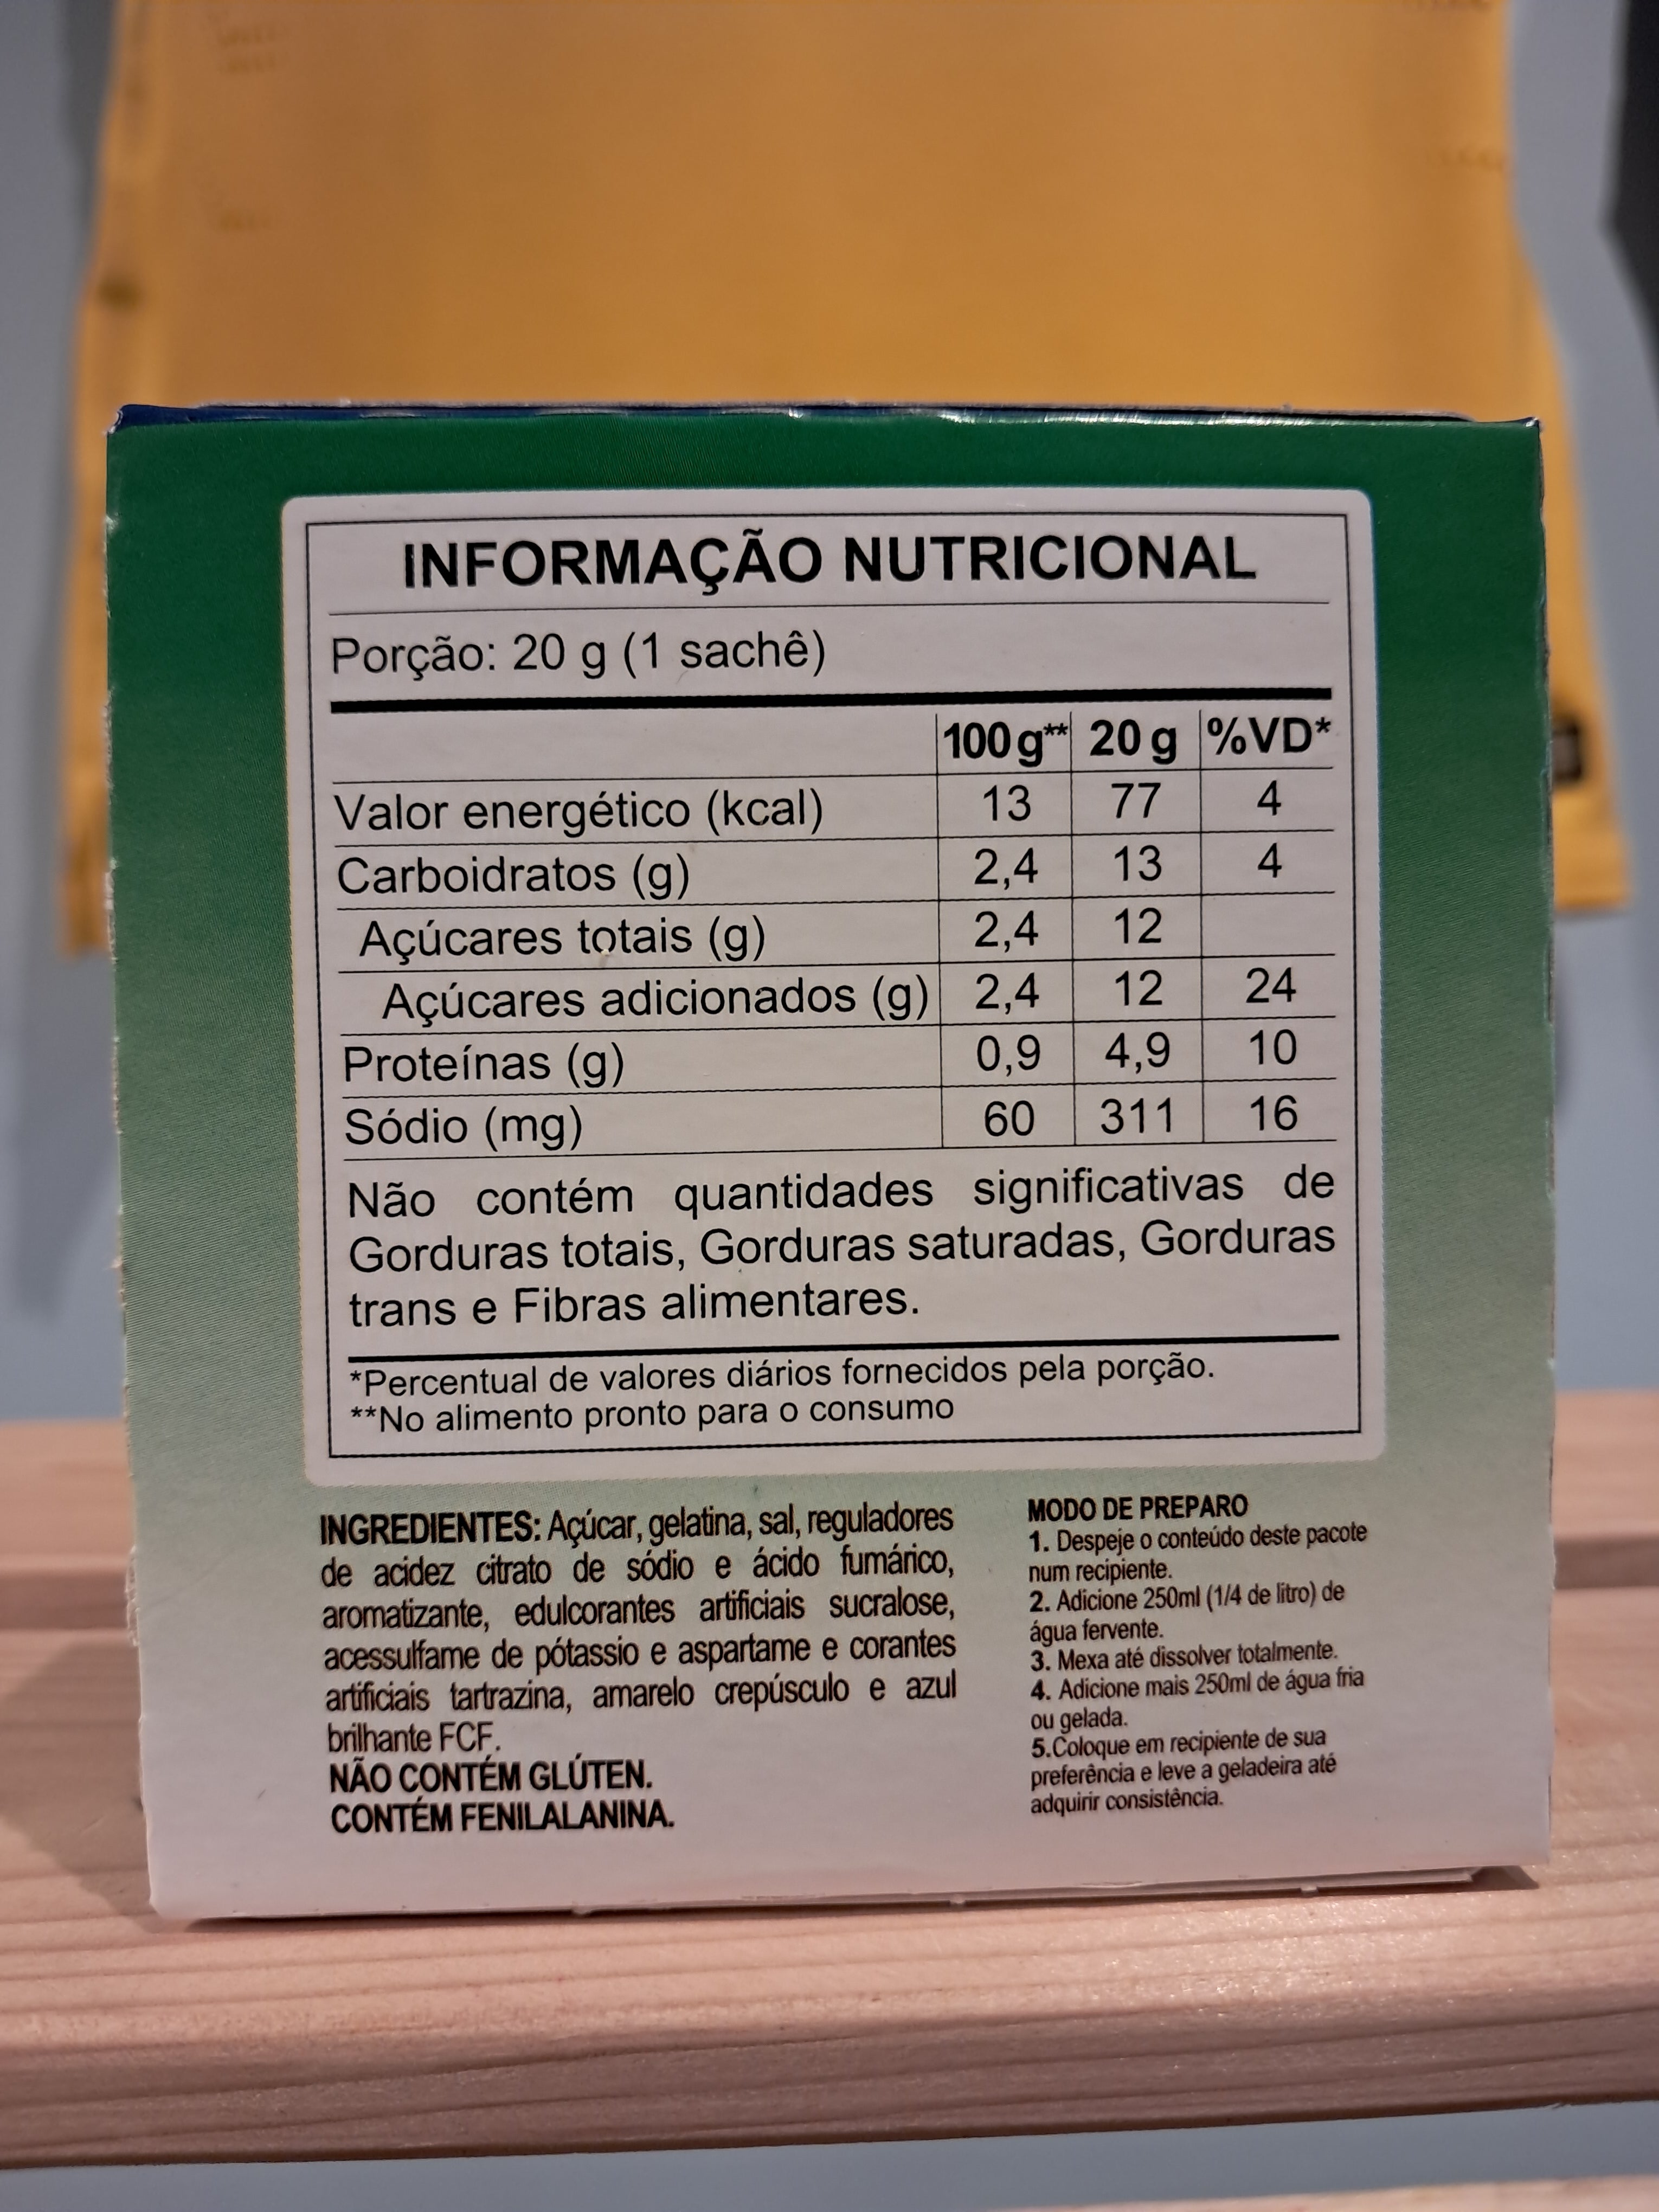 INFORMAÇÃO NUTRICIONAL
Porção: 20 g (1 sachê)
100 g** 20 g %VD*
Valor energético (kcal) 13 77 4
Carboidratos (g) 2,4 13 4
Açúcares totais (g) 2,4 12
Açúcares adicionados (g) 2,4 12 24
Proteínas (g) 0,9 4,9 10
Sódio (mg) 60 311 16
Não contém quantidades significativas de
Gorduras totais, Gorduras saturadas, Gorduras
trans e Fibras alimentares.
*Percentual de valores diários fornecidos pela porção.
**No alimento pronto para o consumo
INGREDIENTES: Açúcar, gelatina, sal, reguladores
de acidez citrato de sódio e ácido fumárico,
aromatizante, edulcorantes artificiais sucralose,
acessulfame de pótassio e aspartame e corantes
artificiais tartrazina, amarelo crepúsculo e azul
brilhante FCF.
NÃO CONTÉM GLÚTEN.
CONTÉM FENILALANINA.
MODO DE PREPARO
1. Despeje o conteúdo deste pacote
num recipiente.
2. Adicione 250ml (1/4 de litro) de
água fervente.
3. Mexa até dissolver totalmente.
4. Adicione mais 250ml de água fria
ou gelada.
5.Coloque em recipiente de sua
preferência e leve a geladeira até
adquirir consistência.